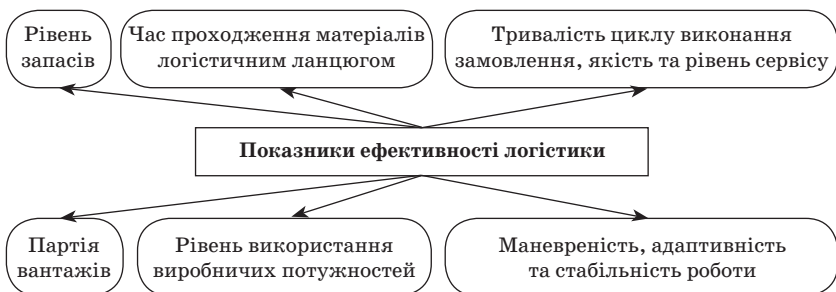 Рівень
запасів
Час проходження матеріалів
логістичним ланцюгом
Тривалість циклу виконання
замовлення, якість та рівень сервісу
Показники ефективності логістики
Партія
вантажів
Рівень використання
виробничих потужностей
Маневреність, адаптивність
та стабільність роботи